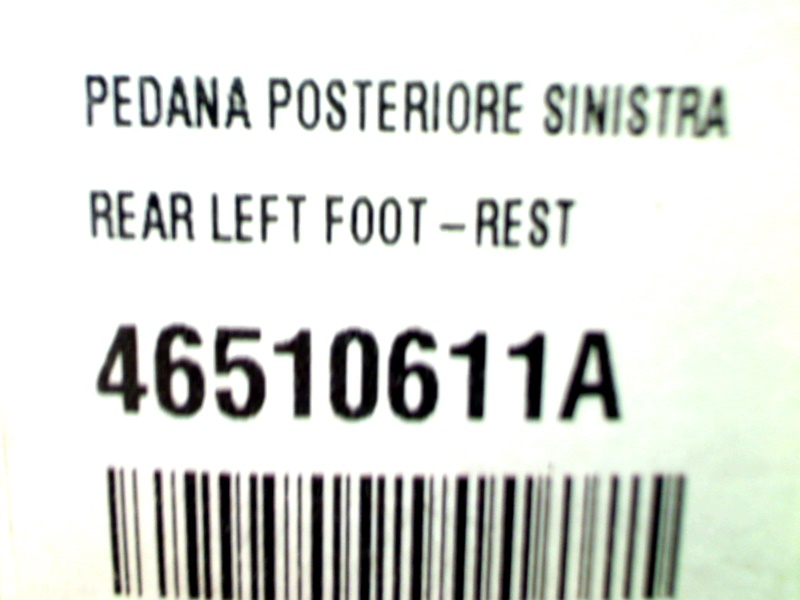 PEDANA POSTERIORE SINISTRA
REAR LEFT FOOT – REST
46510611A